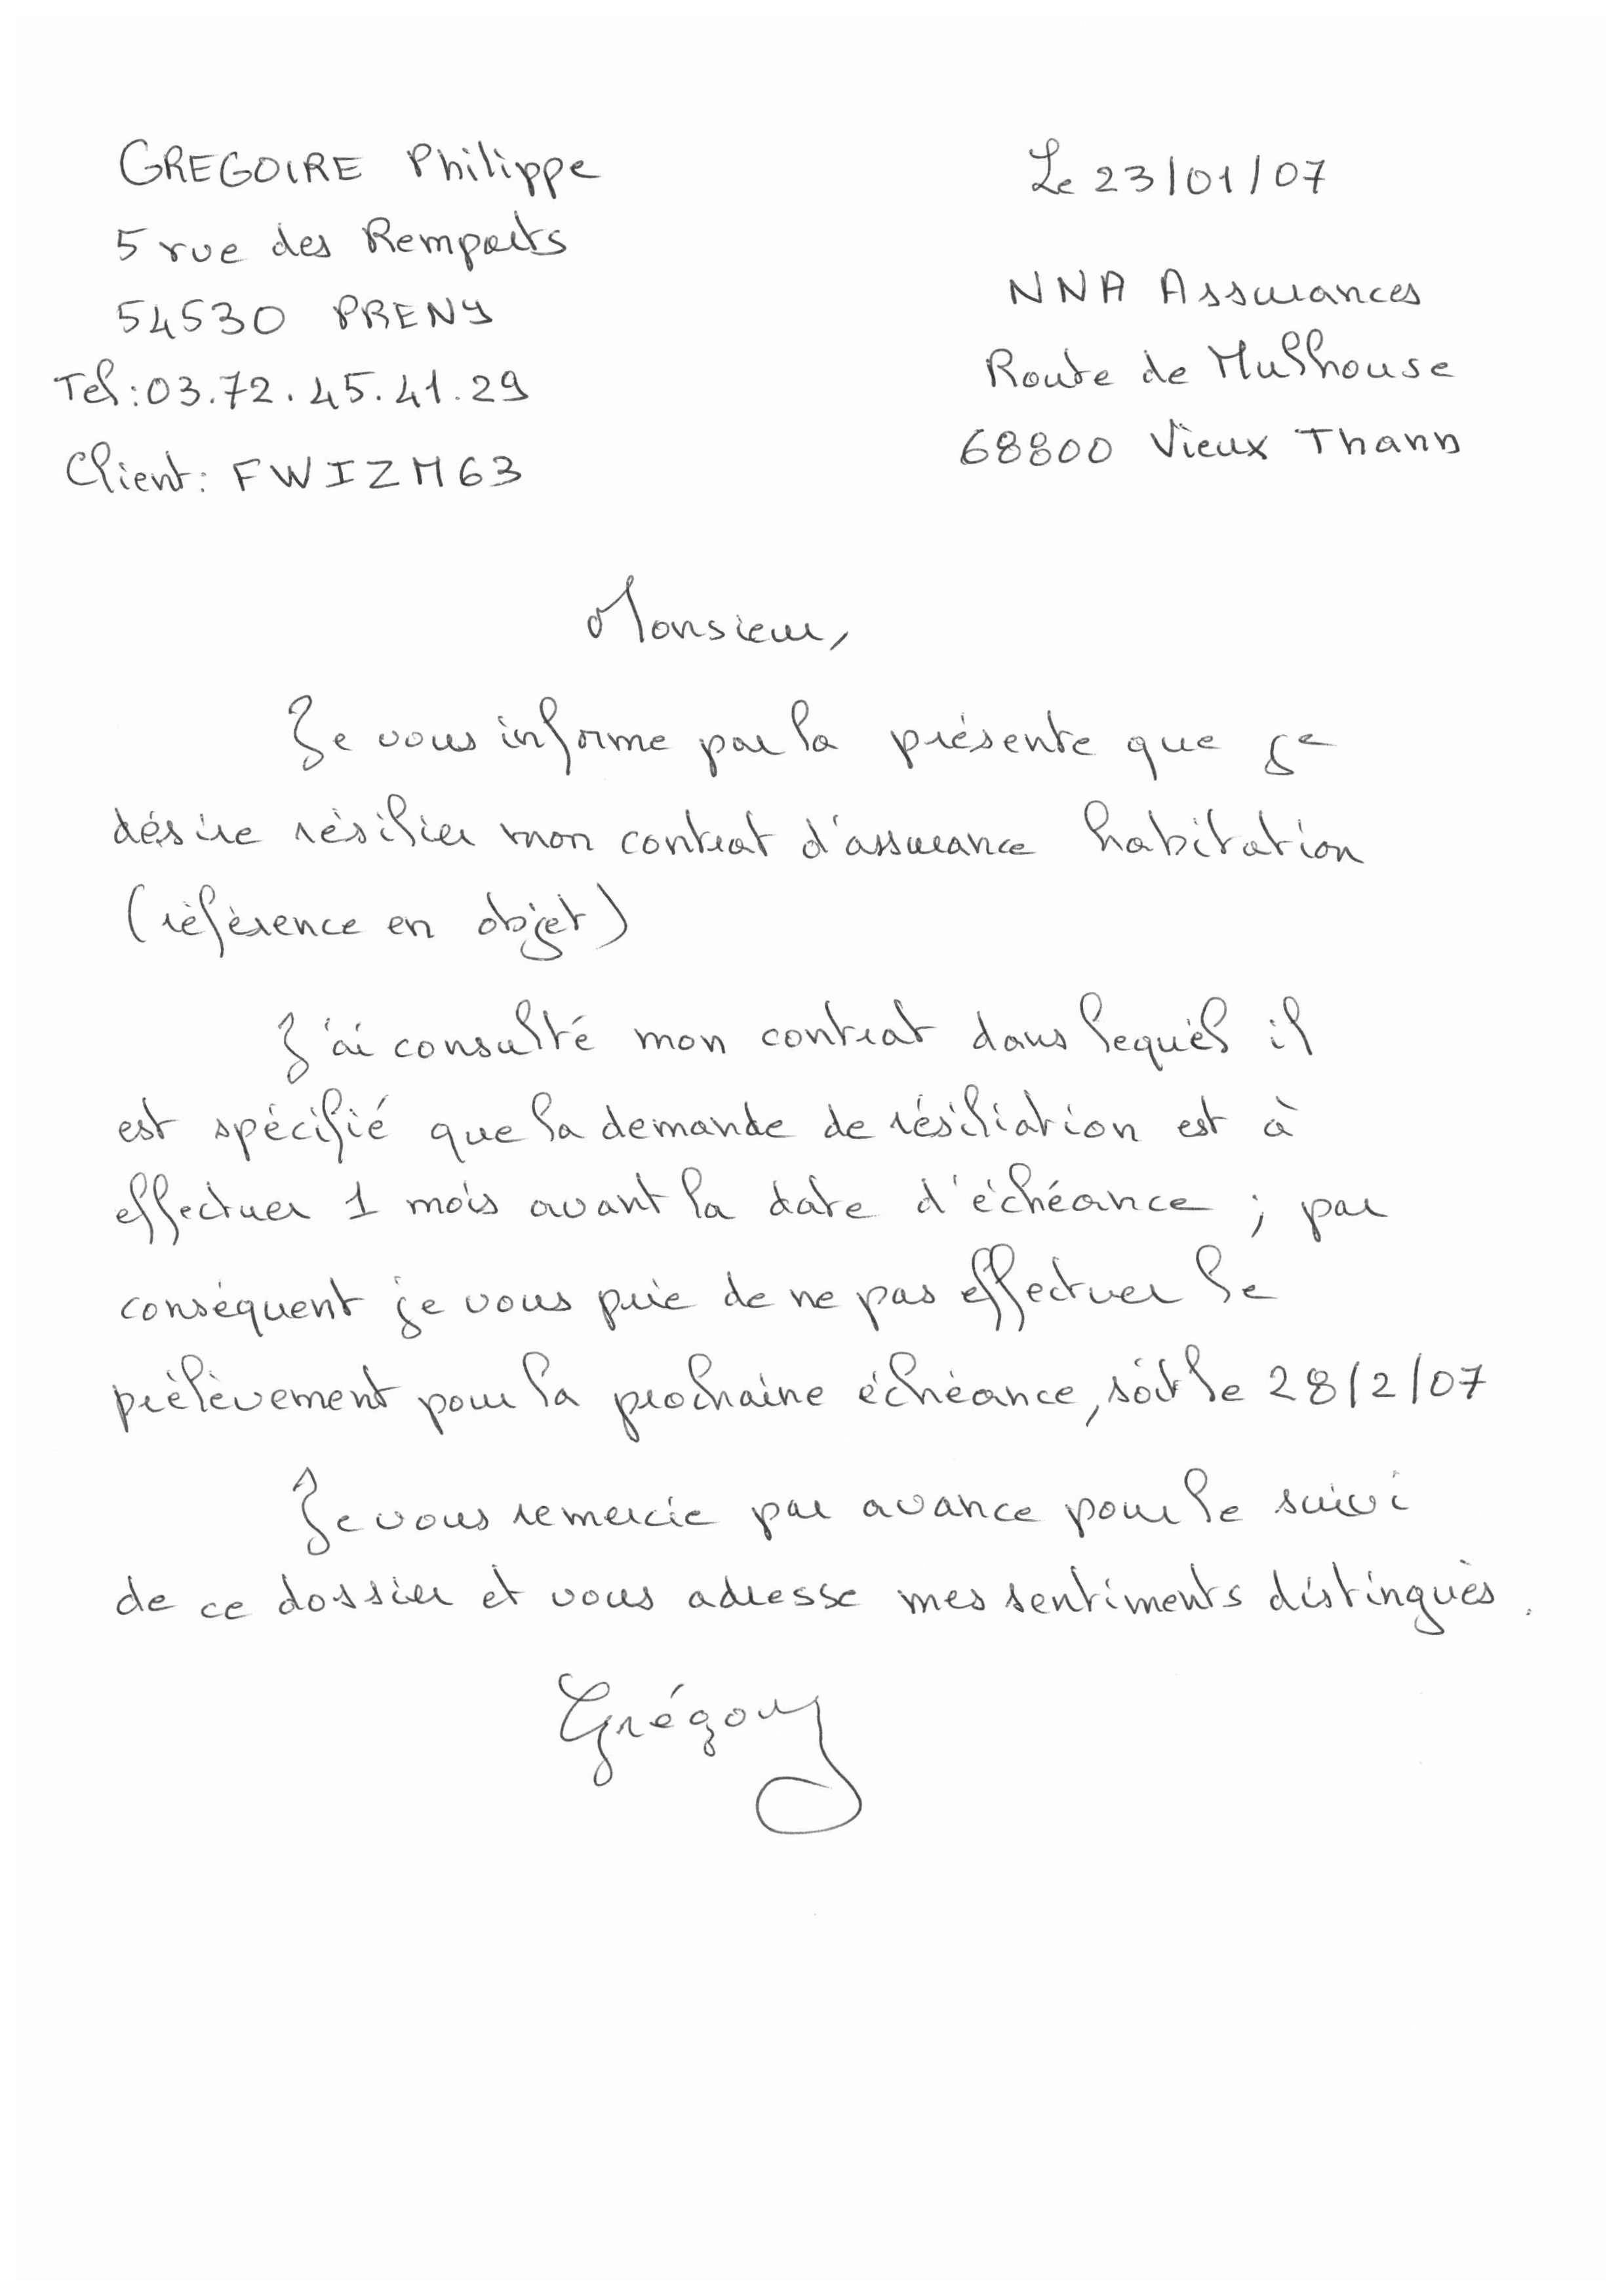 GREGOIRE Philippe
5 rue des Remparts
54530 PRENY
Tel : 03.72.45.41.29
Client : FWIZM63
Le 23/01/07
NNA Assurances
Route de Mulhouse
68800 Vieux Thann
Monsieur,
Je vous informe par la présente que je
désire résilier mon contrat d'assurance habitation
(référence en objet)
J'ai consulté mon contrat dans lequel il
est spécifié que la demande de résiliation est à
effectuer 1 mois avant la date d'échéance ; par
conséquent je vous prie de ne pas effectuer le
prélèvement pour la prochaine échéance, soit le 28/2/07
Je vous remercie par avance pour le suivi
de ce dossier et vous adresse mes sentiments distingués.
Grégory